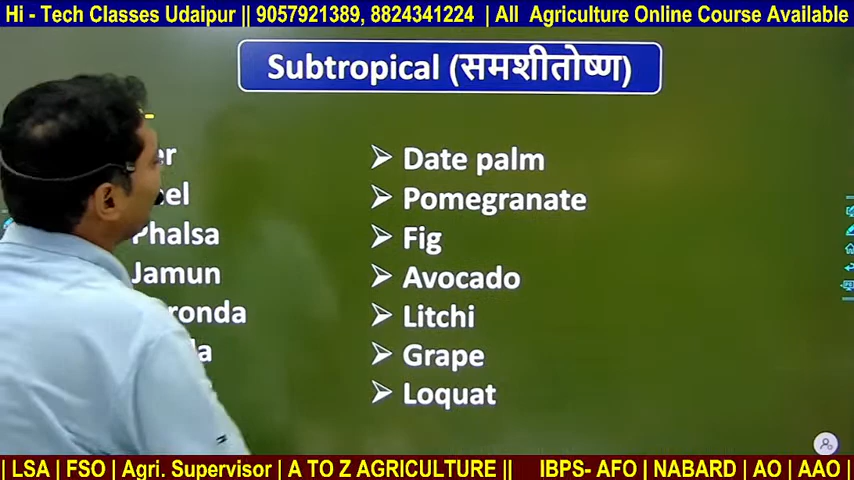 Hi - Tech Classes Udaipur || 9057921389, 8824341224 | All Agriculture Online Course Available
Subtropical (समशीतोष्ण)
Phalsa
Jamun
Date palm
Pomegranate
Fig
Avocado
Litchi
Grape
Loquat
| LSA | FSO | Agri. Supervisor | A TO Z AGRICULTURE || IBPS- AFO | NABARD | AO | AAO |